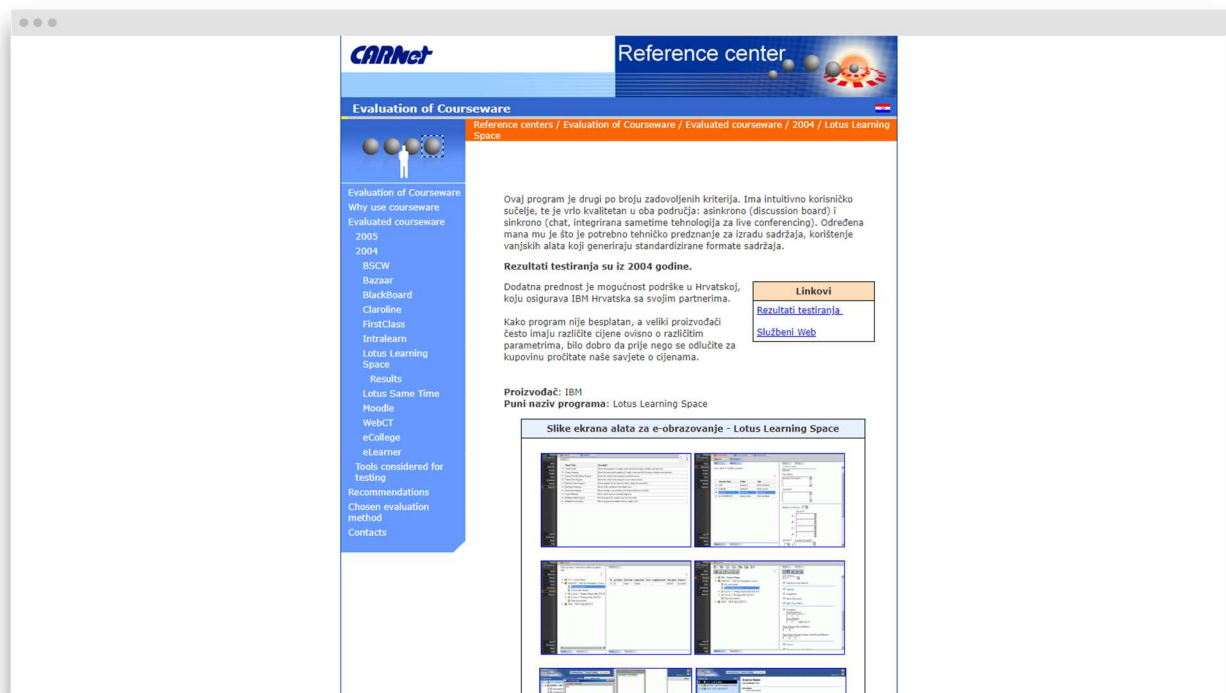 CARNet
Reference center
Evaluation of Courseware
Reference centers / Evaluation of Courseware / Evaluated courseware / 2004 / Lotus Learning
Space
Evaluation of Courseware
Why use courseware
Evaluated courseware
2005
2004
BSCW
Bazaar
BlackBoard
Claroline
FirstClass
Intralearn
Lotus Learning
Space
Results
Lotus Same Time
Moodle
WebCT
eCollege
eLearner
Tools considered for
testing
Recommendations
Chosen evaluation
method
Contacts
Ovaj program je drugi po broju zadovoljenih kriterija. Ima intuitivno korisničko
sučelje, te je vrlo kvalitetan u oba područja: asinkrono (discussion board) i
sinkrono (chat, integrirana sametime tehnologija za live conferencing). Određena
mana mu je što je potrebno tehničko predznanje za izradu sadržaja, korištenje
vanjskih alata koji generiraju standardizirane formate sadržaja.
Rezultati testiranja su iz 2004 godine.
Dodatna prednost je mogućnost podrške u Hrvatskoj,
koju osigurava IBM Hrvatska sa svojim partnerima.
Kako program nije besplatan, a veliki proizvođači
često imaju različite cijene ovisno o različitim
parametrima, bilo dobro da prije nego se odlučite za
kupovinu pročitate naše savjete o cijenama.
Linkovi
Rezultati testiranja
Službeni Web
Proizvođač: IBM
Puni naziv programa: Lotus Learning Space
Slike ekrana alata za e-obrazovanje - Lotus Learning Space